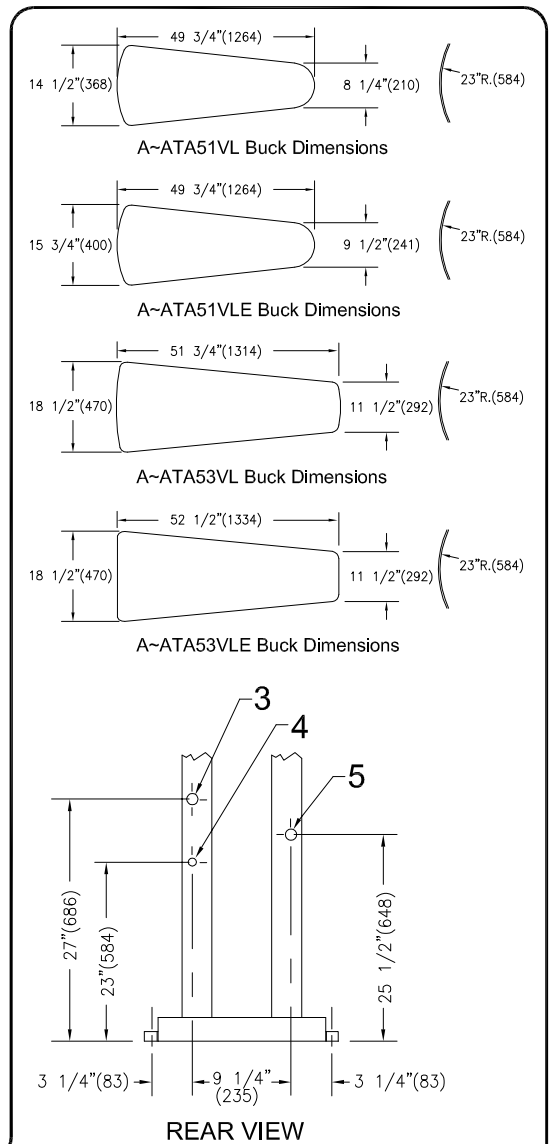 49 3/4"(1264)
14 1/2"(368)
8 1/4"(210)
23"R.(584)
A~ATA51VL Buck Dimensions
49 3/4"(1264)
15 3/4"(400)
9 1/2"(241)
23"R.(584)
A~ATA51VLE Buck Dimensions
51 3/4"(1314)
18 1/2"(470)
11 1/2"(292)
23"R.(584)
A~ATA53VL Buck Dimensions
52 1/2"(1334)
18 1/2"(470)
11 1/2"(292)
23"R.(584)
A~ATA53VLE Buck Dimensions
3
4
5
27"(686)
23"(584)
25 1/2"(648)
3 1/4"(83)
9 1/4"
(235)
3 1/4"(83)
REAR VIEW